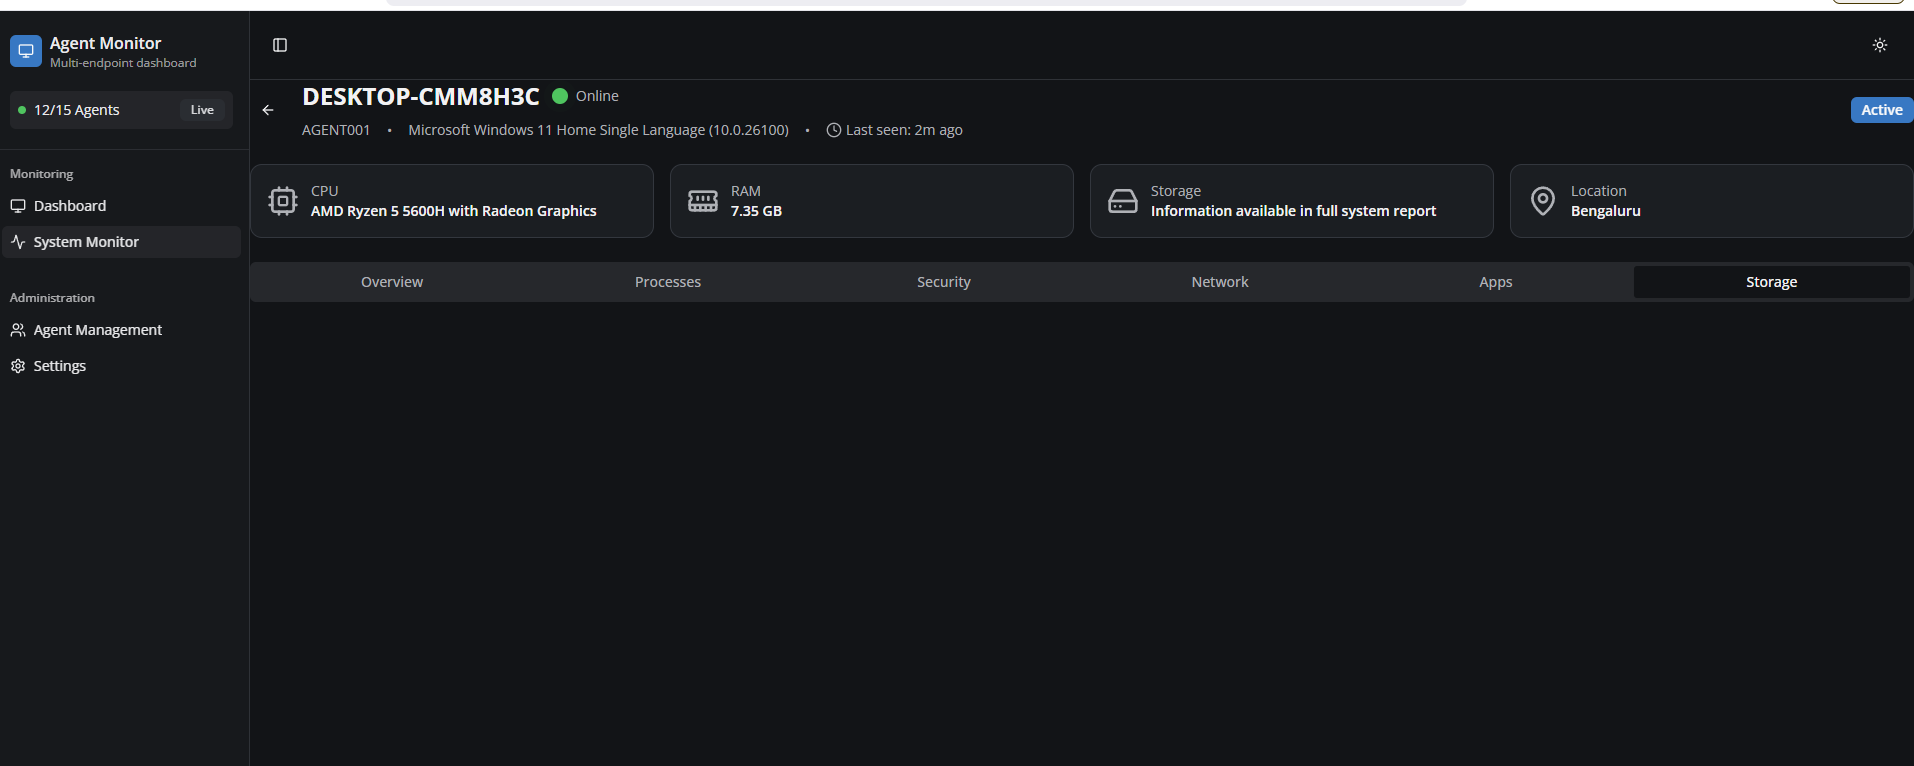 Agent Monitor
Multi-endpoint dashboard
12/15 Agents
Live
Monitoring
Dashboard
System Monitor
Administration
Agent Management
Settings
DESKTOP-CMM8H3C
Online
AGENT001 • Microsoft Windows 11 Home Single Language (10.0.26100) • Last seen: 2m ago
Active
CPU
AMD Ryzen 5 5600H with Radeon Graphics
RAM
7.35 GB
Storage
Information available in full system report
Location
Bengaluru
Overview
Processes
Security
Network
Apps
Storage